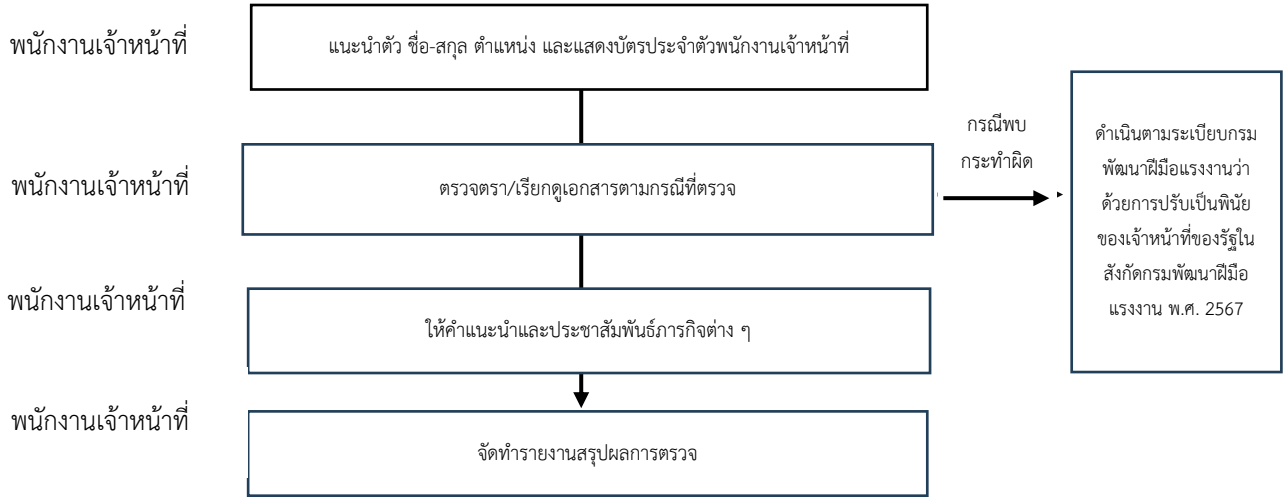 พนักงานเจ้าหน้าที่
แนะนำตัว ชื่อ-สกุล ตำแหน่ง และแสดงบัตรประจำตัวพนักงานเจ้าหน้าที่
พนักงานเจ้าหน้าที่
ตรวจตรา/เรียกดูเอกสารตามกรณีที่ตรวจ
กรณีพบ
กระทำผิด
ดำเนินตามระเบียบกรม
พัฒนาฝีมือแรงงานว่า
ด้วยการปรับเป็นพินัย
ของเจ้าหน้าที่ของรัฐใน
สังกัดกรมพัฒนาฝีมือ
แรงงาน พ.ศ. 2567
พนักงานเจ้าหน้าที่
ให้คำแนะนำและประชาสัมพันธ์ภารกิจต่าง ๆ
พนักงานเจ้าหน้าที่
จัดทำรายงานสรุปผลการตรวจ